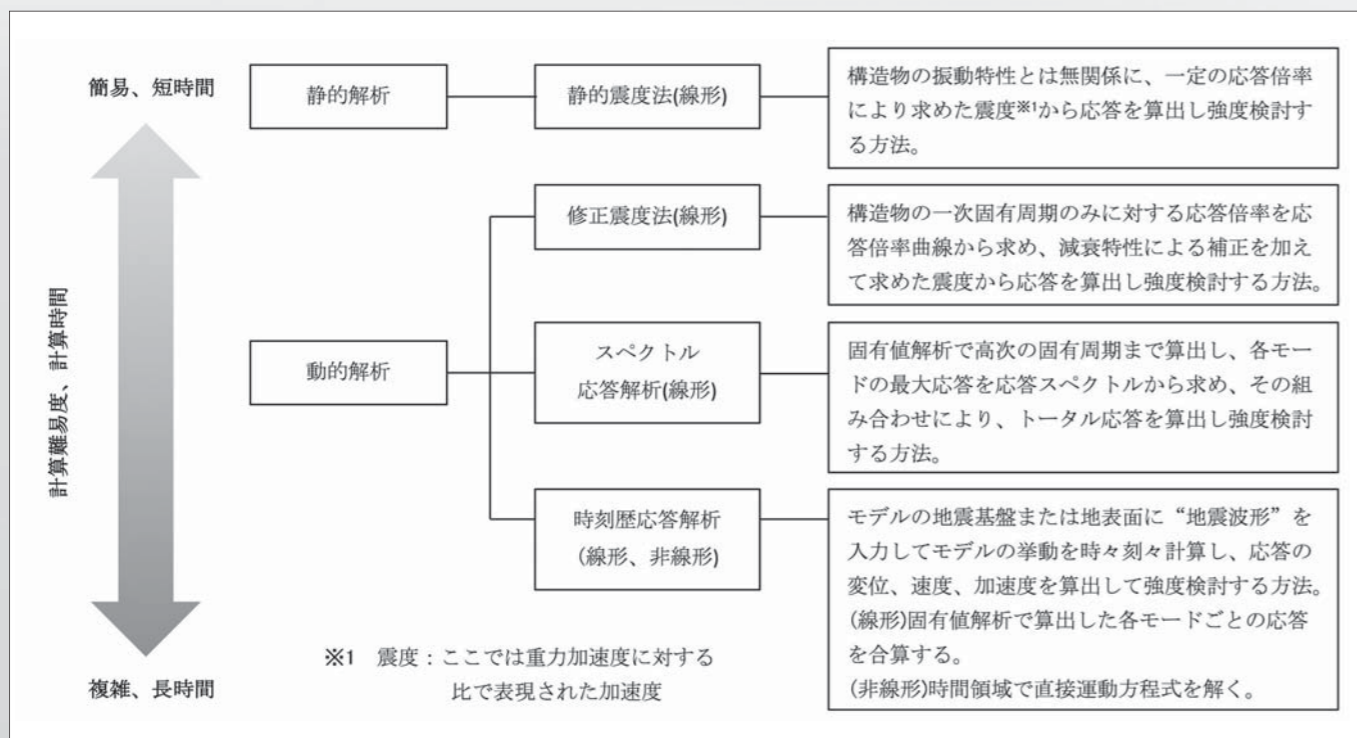 簡易、短時間
静的解析
静的震度法(線形)
構造物の振動特性とは無関係に、一定の応答倍率
により求めた震度※1から応答を算出し強度検討す
る方法。
修正震度法(線形)
構造物の一次固有周期のみに対する応答倍率を応
答倍率曲線から求め、減衰特性による補正を加え
て求めた震度から応答を算出し強度検討する方法。
計算難易度、計算時間
動的解析
スペクトル
応答解析(線形)
固有値解析で高次の固有周期まで算出し、各モー
ドの最大応答を応答スペクトルから求め、その組
み合わせにより、トータル応答を算出し強度検討
する方法。
時刻歴応答解析
(線形、非線形)
モデルの地震基盤または地表面に“地震波形”を
入力してモデルの挙動を時々刻々計算し、応答の
変位、速度、加速度を算出して強度検討する方法。
(線形)固有値解析で算出した各モードごとの応答
を合算する。
(非線形)時間領域で直接運動方程式を解く。
※1 震度：ここでは重力加速度に対する
比で表現された加速度
複雑、長時間